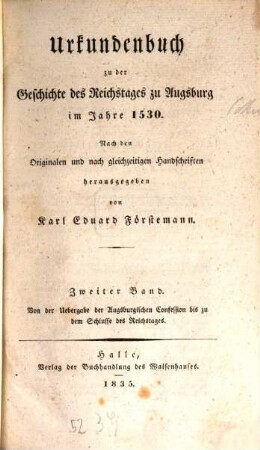 Urkundenbuch
zu der
Geschichte des Reichstages zu Augsburg
im Jahre 1530.
Nach den
Originalen und nach gleichzeitigen Handschriften
herausgegeben
von
Karl Eduard Förstemann.
Zweiter Band.
Von der Uebergabe der Augsburgischen Confession bis zu
dem Schlusse des Reichstages.
Halle,
Verlag der Buchhandlung des Waisenhauses.
1835.